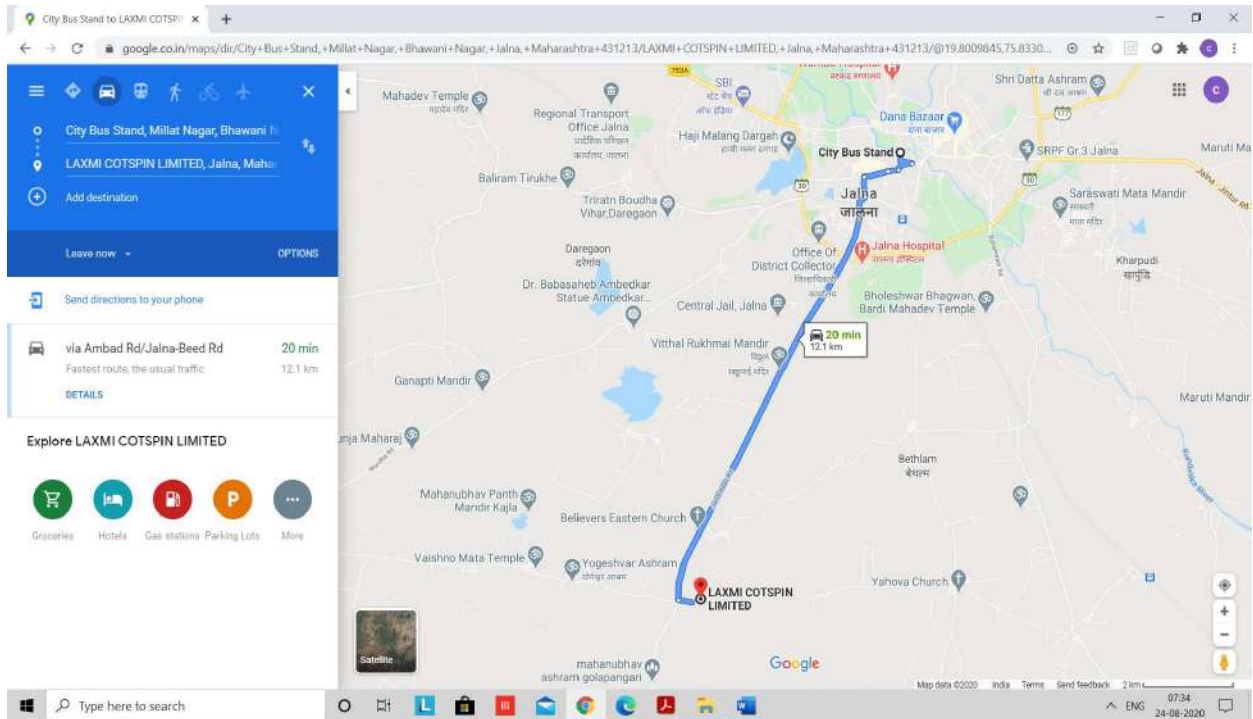 City Bus Stand to LAXMI COTSPI
google.co.in/maps/dir/City+Bus+Stand,+Millat+Nagar,+Bhawani+Nagar,+Jalna,+Maharashtra+431213/LAXMI+COTSPIN+LIMITED,+Jalna,+Maharashtra+431213/@19.8009845,75.8330...
City Bus Stand, Millat Nagar, Bhawani N
LAXMI COTSPIN LIMITED, Jalna, Maha
Add destination
Leave now
OPTIONS
Send directions to your phone
via Ambad Rd/Jalna-Beed Rd
20 min
Fastest route, the usual traffic
12.1 km
DETAILS
Explore LAXMI COTSPIN LIMITED
Groceries
Hotels
Gas stations
Parking Lots
More
Satellite
753A
SBI
Mahadev Temple
महादेव मंदिर
Regional Transport
Office Jalna
Haji Malang Dargah
Dana Bazaar
दाना बाजार
Shri Datta Ashram
City Bus Stand
SRPF Gr.3 Jalna
Maruti Ma
Baliram Tirukhe
Triratn Boudha
Vihar,Daregaon
Jalna
जालना
Saraswati Mata Mandir
Jalna - Jintur Rd
Daregaon
दरेगांव
Office Of
District Collector
Jalna Hospital
जालना हॉस्पिटल
Kharpudi
खार्पुडि
Dr. Babasaheb Ambedkar
Statue Ambedkar...
Central Jail, Jalna
Bholeshwar Bhagwan,
Bardi Mahadev Temple
20 min
12.1 km
Vitthal Rukhmai Mandir
Ganapti Mandir
Maruti Mandir
unja Maharaj
Bethlam
बेथलम
Mahanubhav Panth
Mandir Kajla
Believers Eastern Church
Vaishno Mata Temple
Yogeshvar Ashram
Yahova Church
LAXMI COTSPIN
LIMITED
mahanubhav
ashram golapangari
Google
Map data ©2020 India Terms Send feedback 2 km
Type here to search
ENG
07:34
24-08-2020